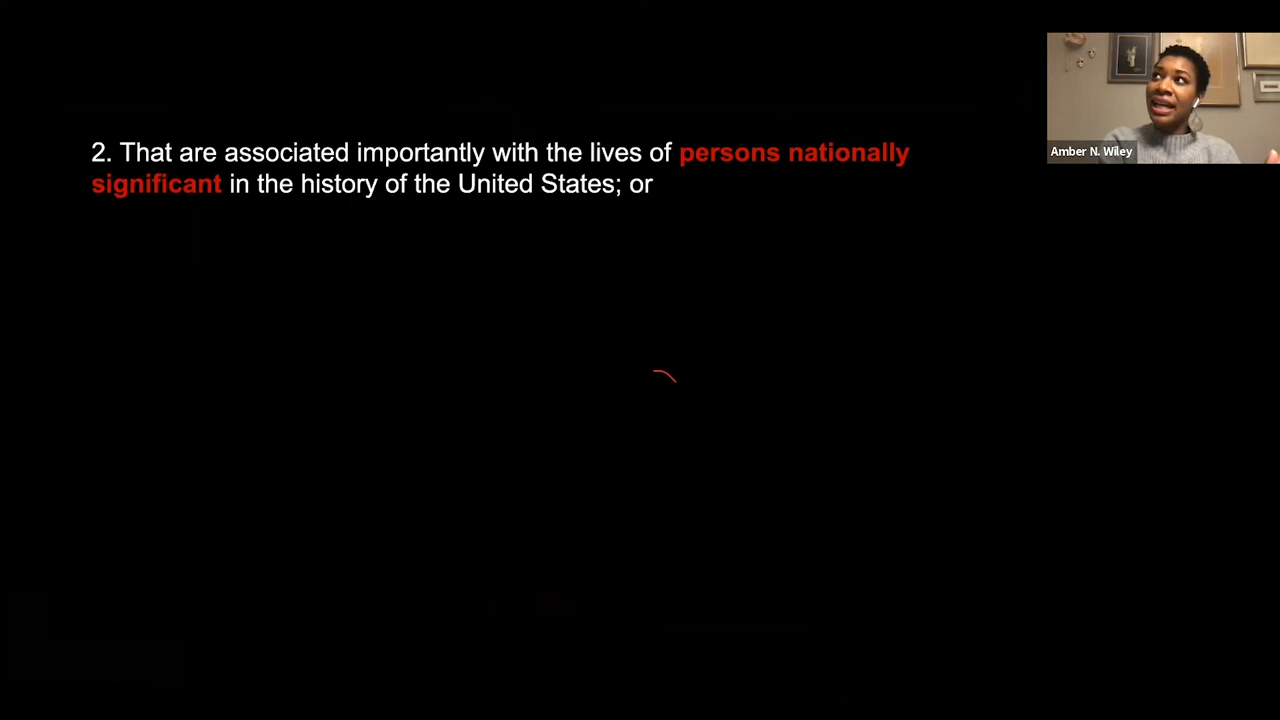 2. That are associated importantly with the lives of persons nationally
significant in the history of the United States; or
Amber N. Wiley